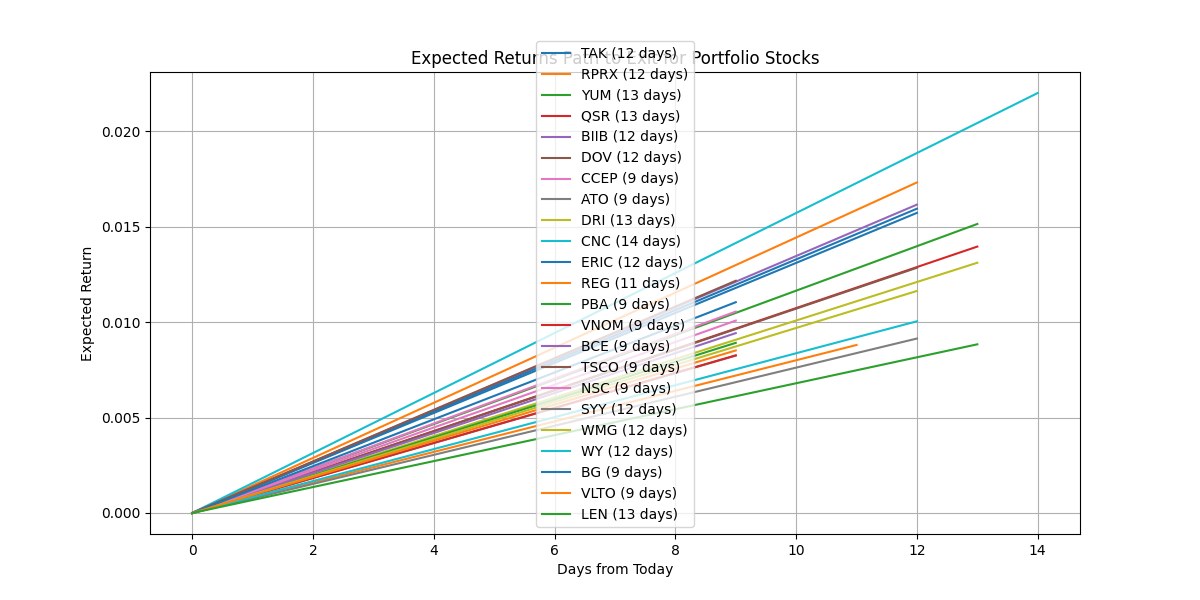 Expected Returns Path to Exit for Portfolio Stocks
TAK (12 days)
RPRX (12 days)
YUM (13 days)
QSR (13 days)
BIIB (12 days)
DOV (12 days)
CCEP (9 days)
ATO (9 days)
DRI (13 days)
CNC (14 days)
ERIC (12 days)
REG (11 days)
PBA (9 days)
VNOM (9 days)
BCE (9 days)
TSCO (9 days)
NSC (9 days)
SYY (12 days)
WMG (12 days)
WY (12 days)
BG (9 days)
VLTO (9 days)
LEN (13 days)
Expected Return
0.020
0.015
0.010
0.005
0.000
0 2 4 6 8 10 12 14
Days from Today